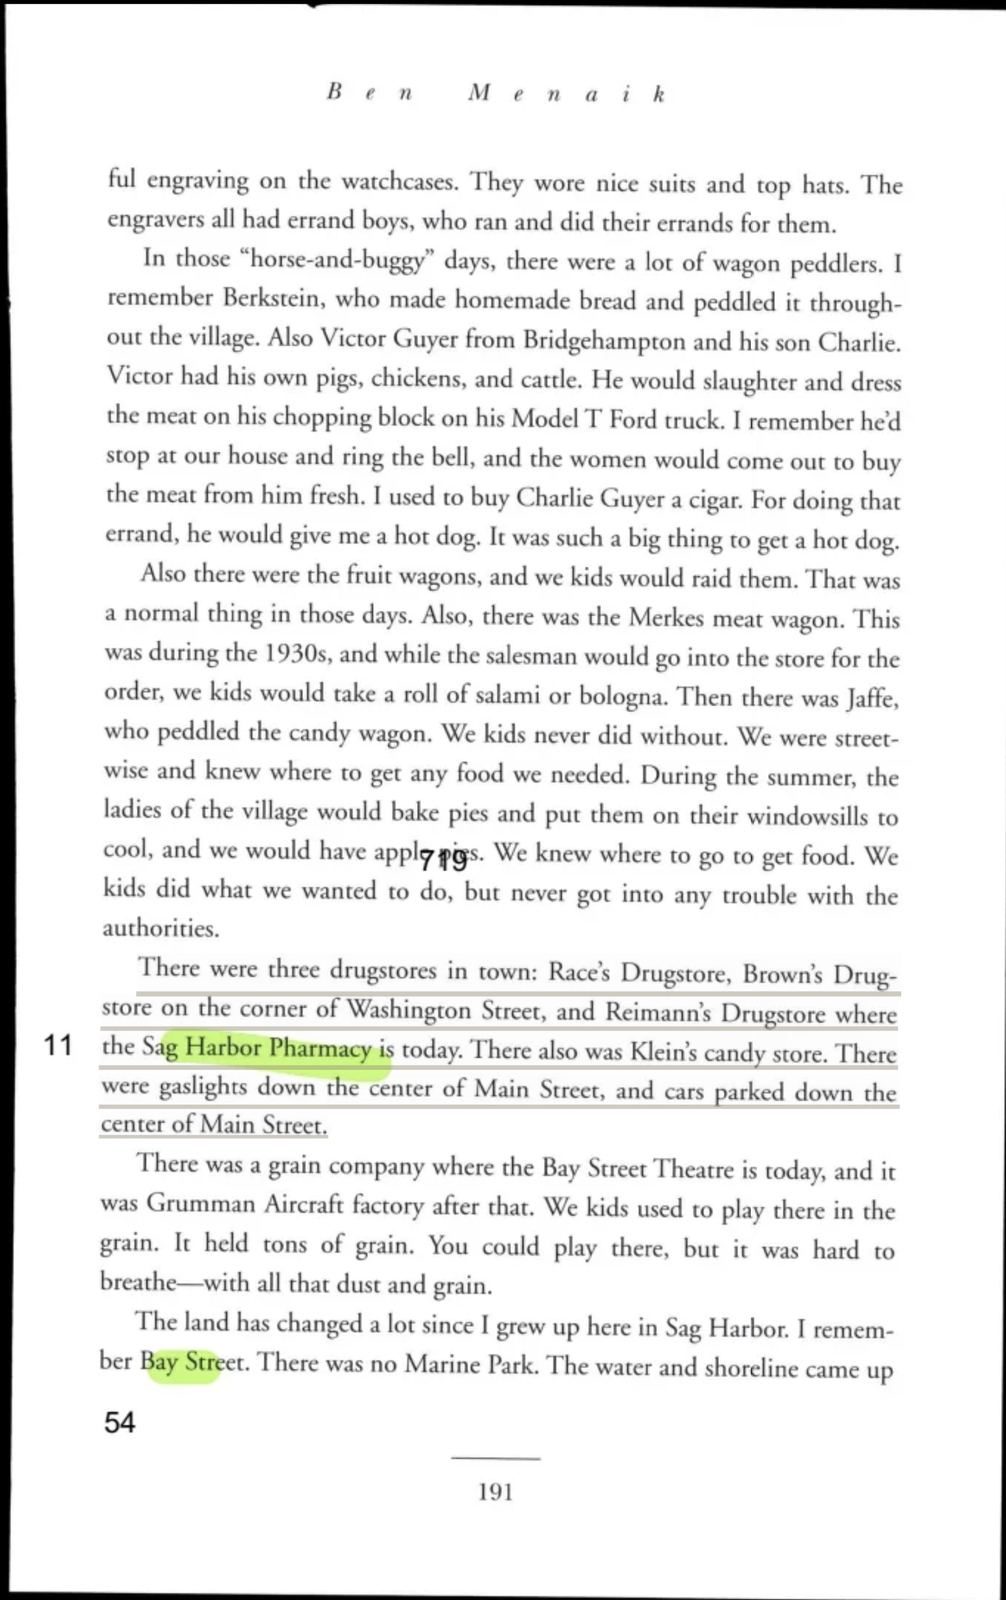 Ben Menaik
ful engraving on the watchcases. They wore nice suits and top hats. The
engravers all had errand boys, who ran and did their errands for them.
In those “horse-and-buggy” days, there were a lot of wagon peddlers. I
remember Berkstein, who made homemade bread and peddled it through-
out the village. Also Victor Guyer from Bridgehampton and his son Charlie.
Victor had his own pigs, chickens, and cattle. He would slaughter and dress
the meat on his chopping block on his Model T Ford truck. I remember he’d
stop at our house and ring the bell, and the women would come out to buy
the meat from him fresh. I used to buy Charlie Guyer a cigar. For doing that
errand, he would give me a hot dog. It was such a big thing to get a hot dog.
Also there were the fruit wagons, and we kids would raid them. That was
a normal thing in those days. Also, there was the Merkes meat wagon. This
was during the 1930s, and while the salesman would go into the store for the
order, we kids would take a roll of salami or bologna. Then there was Jaffe,
who peddled the candy wagon. We kids never did without. We were street-
wise and knew where to get any food we needed. During the summer, the
ladies of the village would bake pies and put them on their windowsills to
cool, and we would have apple pies. We knew where to go to get food. We
719
kids did what we wanted to do, but never got into any trouble with the
authorities.
There were three drugstores in town: Race’s Drugstore, Brown’s Drug-
store on the corner of Washington Street, and Reimann’s Drugstore where
11 the Sag Harbor Pharmacy is today. There also was Klein’s candy store. There
were gaslights down the center of Main Street, and cars parked down the
center of Main Street.
There was a grain company where the Bay Street Theatre is today, and it
was Grumman Aircraft factory after that. We kids used to play there in the
grain. It held tons of grain. You could play there, but it was hard to
breathe—with all that dust and grain.
The land has changed a lot since I grew up here in Sag Harbor. I remem-
ber Bay Street. There was no Marine Park. The water and shoreline came up
54
191